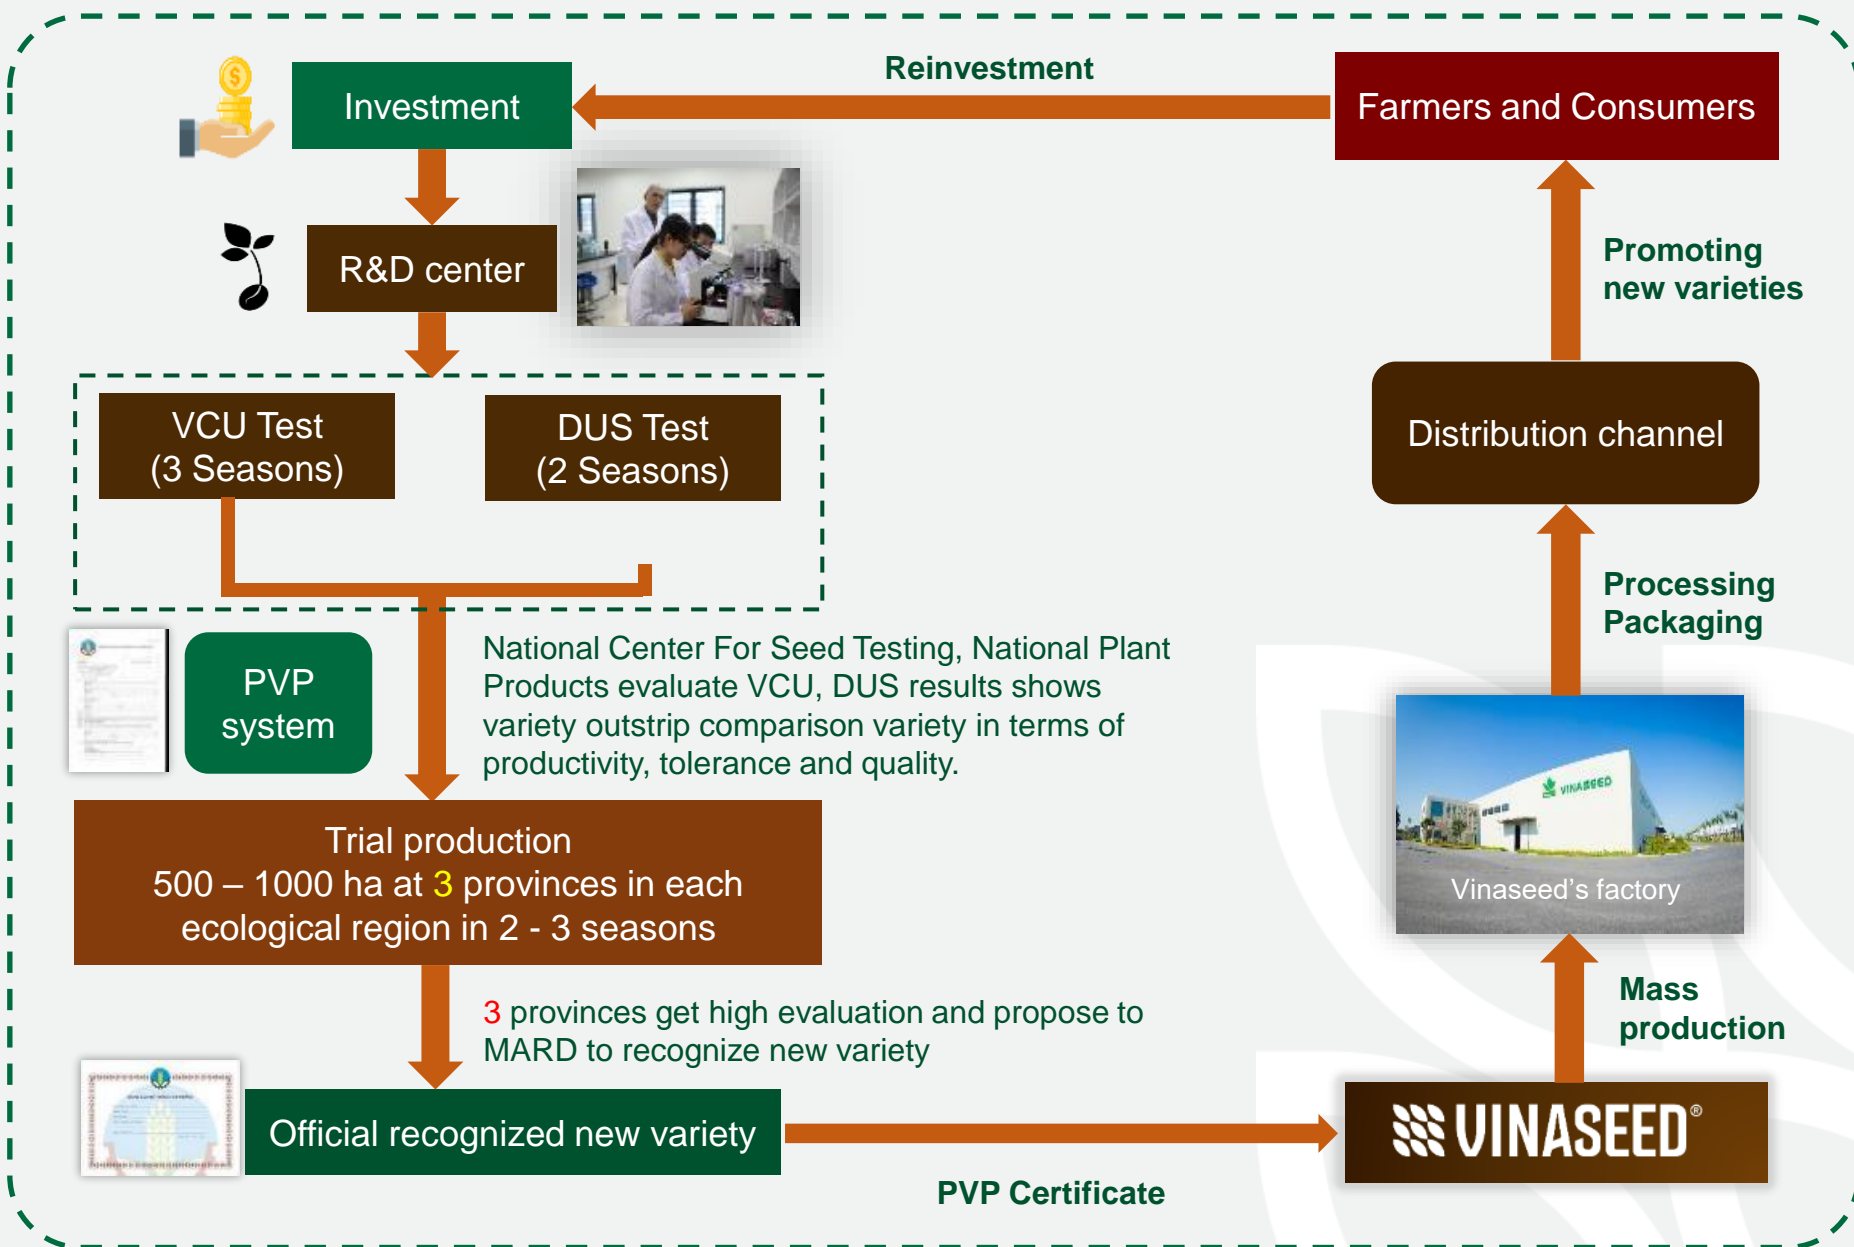 Reinvestment
Investment
Farmers and Consumers
R&D center
Promoting
new varieties
VCU Test
(3 Seasons)
DUS Test
(2 Seasons)
Distribution channel
Processing
Packaging
PVP
system
National Center For Seed Testing, National Plant
Products evaluate VCU, DUS results shows
variety outstrip comparison variety in terms of
productivity, tolerance and quality.
VINASEED
Vinaseed's factory
Trial production
500 – 1000 ha at 3 provinces in each
ecological region in 2 - 3 seasons
3 provinces get high evaluation and propose to
MARD to recognize new variety
Mass
production
Official recognized new variety
VINASEED®
PVP Certificate